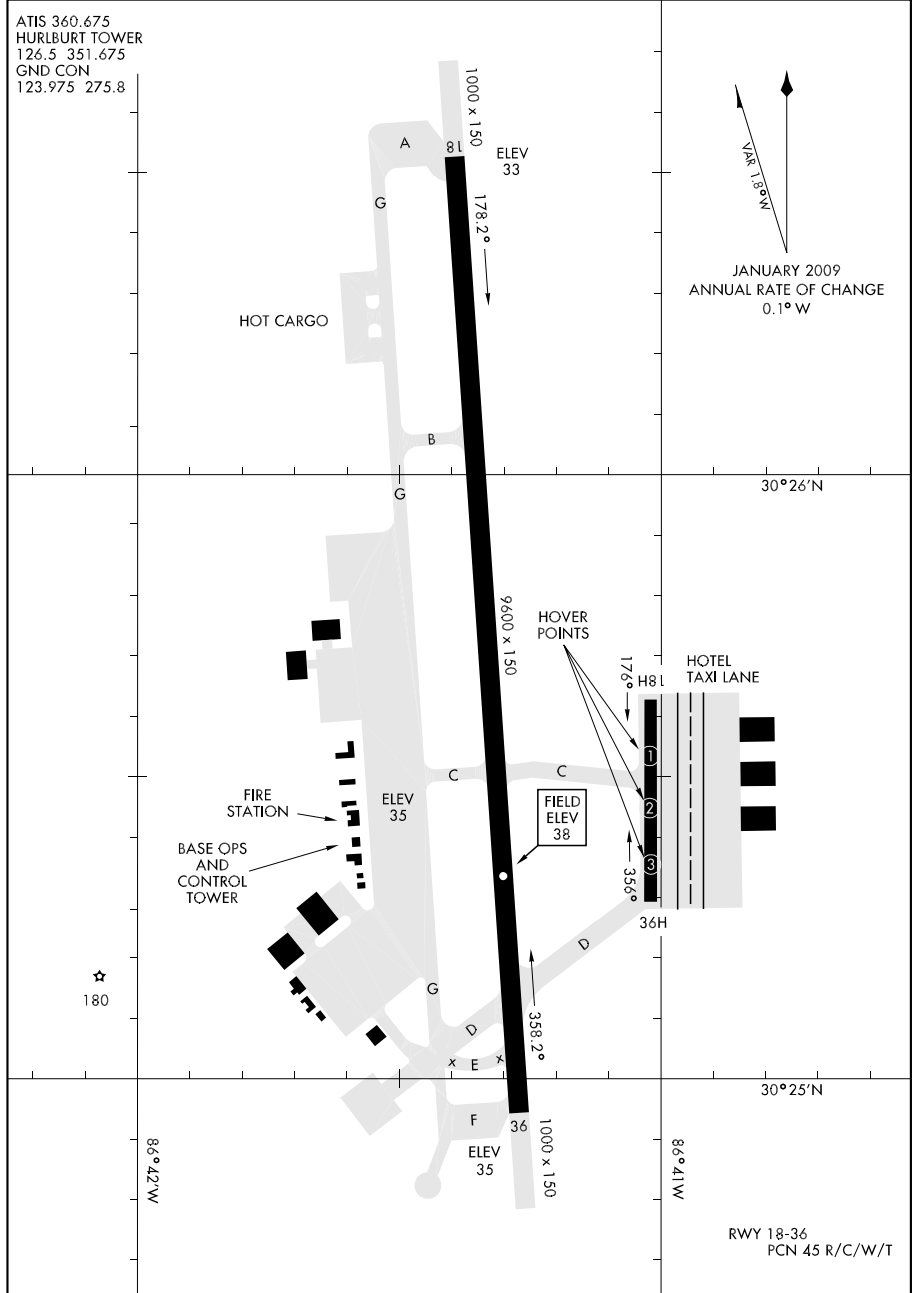 ATIS 360.675
HURLBURT TOWER
126.5 351.675
GND CON
123.975 275.8
1000 x 150
A
18
ELEV
33
VAR 1.8°W
G
178.2°
JANUARY 2009
ANNUAL RATE OF CHANGE
0.1° W
HOT CARGO
B
30°26'N
G
9600 x 150
HOVER
POINTS
176°
18H
HOTEL
TAXI LANE
1
C
C
FIRE
STATION
ELEV
35
FIELD
ELEV
38
2
BASE OPS
AND
CONTROL
TOWER
3
356°
36H
D
180
G
D
358.2°
x E x
30°25'N
F
36
ELEV
35
1000 x 150
86°42'W
86°41W
RWY 18-36
PCN 45 R/C/W/T